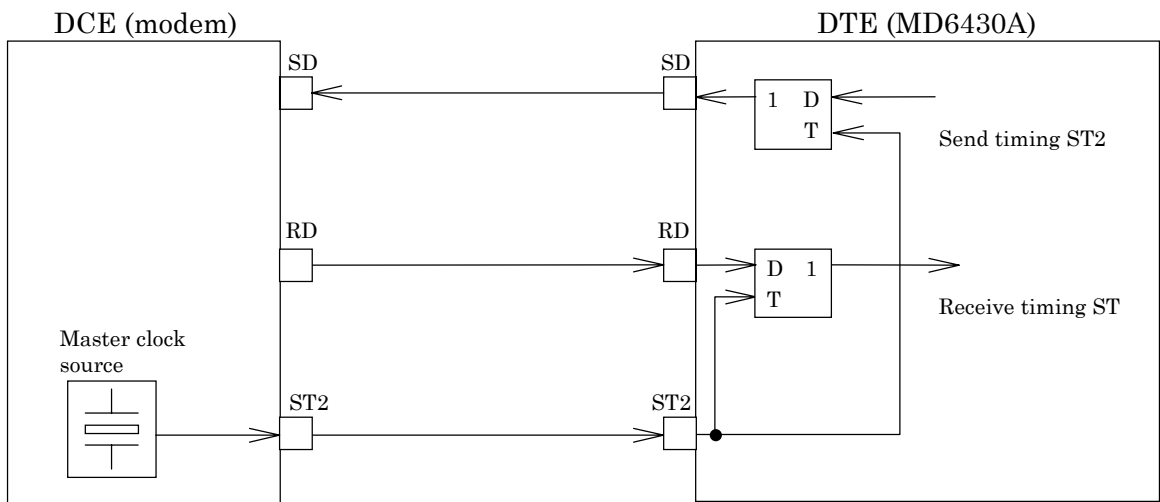 DCE (modem)
DTE (MD6430A)
SD
SD
1 D
T
Send timing ST2
RD
RD
D 1
T
Receive timing ST
Master clock
source
ST2
ST2